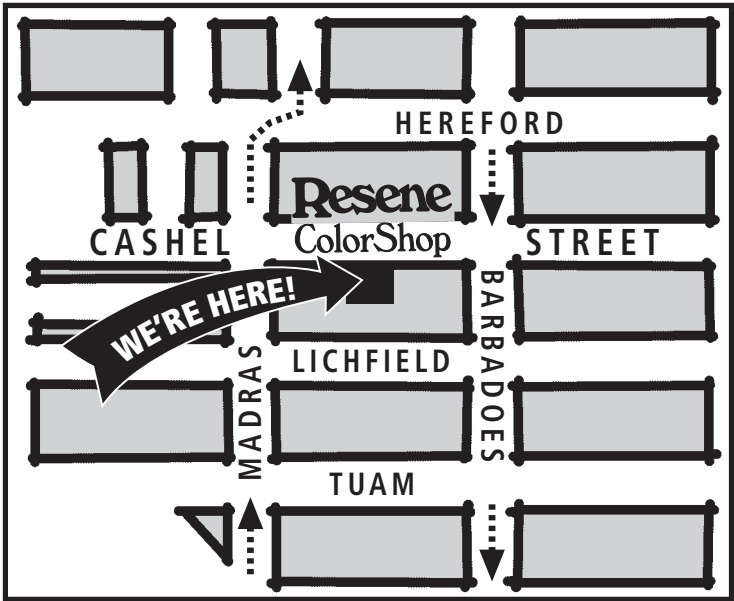 HEREFORD
Resene
ColorShop
CASHEL STREET
WE'RE HERE!
BARBADOES
LICHFIELD
MADRAS
TUAM